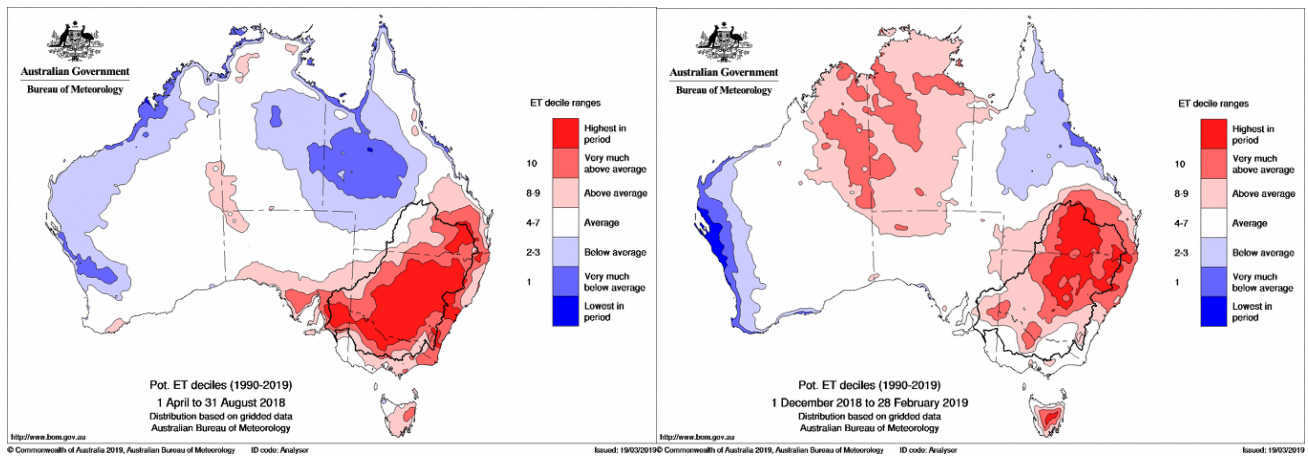 Australian Government
Bureau of Meteorology
ET decile ranges
Highest in
period
10
Very much
above average
8-9
Above average
4-7
Average
2-3
Below average
1
Very much
below average
Lowest in
period
Pot. ET deciles (1990-2019)
1 April to 31 August 2018
Distribution based on gridded data
Australian Bureau of Meteorology
http://www.bom.gov.au
© Commonwealth of Australia 2019, Australian Bureau of Meteorology
ID code: Analyser
Issued: 19/03/2019
Australian Government
Bureau of Meteorology
ET decile ranges
Highest in
period
10
Very much
above average
8-9
Above average
4-7
Average
2-3
Below average
1
Very much
below average
Lowest in
period
Pot. ET deciles (1990-2019)
1 December 2018 to 28 February 2019
Distribution based on gridded data
Australian Bureau of Meteorology
http://www.bom.gov.au
© Commonwealth of Australia 2019, Australian Bureau of Meteorology
ID code: Analyser
Issued: 19/03/2019